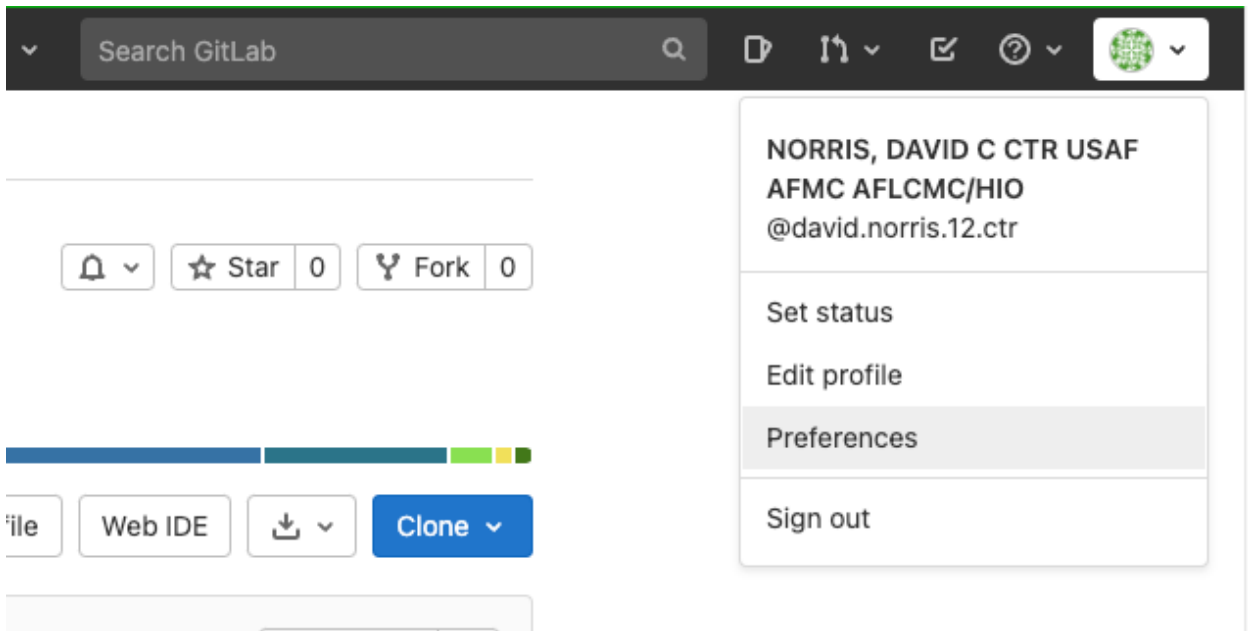 Search GitLab
NORRIS, DAVID C CTR USAF
AFMC AFLCMC/HIO
@david.norris.12.ctr
Star 0
Fork 0
Set status
Edit profile
Preferences
Sign out
file Web IDE Clone